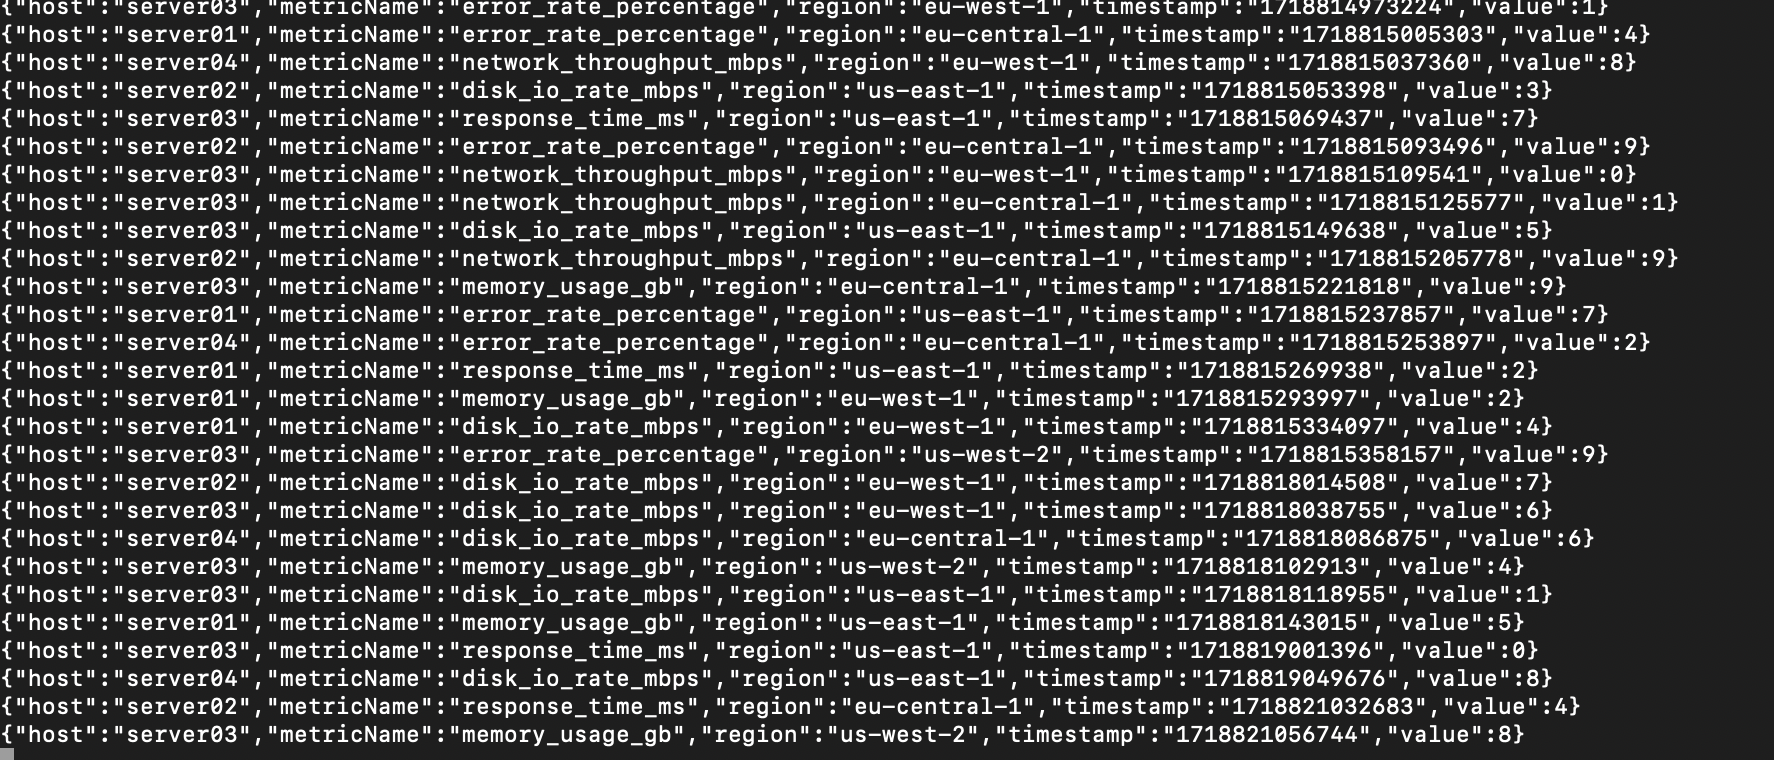 {"host":"server03","metricName":"error_rate_percentage","region":"eu-west-1","timestamp":"1718814973224","value":1}
{"host":"server01","metricName":"error_rate_percentage","region":"eu-central-1","timestamp":"1718815005303","value":4}
{"host":"server04","metricName":"network_throughput_mbps","region":"eu-west-1","timestamp":"1718815037360","value":8}
{"host":"server02","metricName":"disk_io_rate_mbps","region":"us-east-1","timestamp":"1718815053398","value":3}
{"host":"server03","metricName":"response_time_ms","region":"us-east-1","timestamp":"1718815069437","value":7}
{"host":"server02","metricName":"error_rate_percentage","region":"eu-central-1","timestamp":"1718815093496","value":9}
{"host":"server03","metricName":"network_throughput_mbps","region":"eu-west-1","timestamp":"1718815109541","value":0}
{"host":"server03","metricName":"network_throughput_mbps","region":"eu-central-1","timestamp":"1718815125577","value":1}
{"host":"server03","metricName":"disk_io_rate_mbps","region":"us-east-1","timestamp":"1718815149638","value":5}
{"host":"server02","metricName":"network_throughput_mbps","region":"eu-central-1","timestamp":"1718815205778","value":9}
{"host":"server03","metricName":"memory_usage_gb","region":"eu-central-1","timestamp":"1718815221818","value":9}
{"host":"server01","metricName":"error_rate_percentage","region":"us-east-1","timestamp":"1718815237857","value":7}
{"host":"server04","metricName":"error_rate_percentage","region":"eu-central-1","timestamp":"1718815253897","value":2}
{"host":"server01","metricName":"response_time_ms","region":"us-east-1","timestamp":"1718815269938","value":2}
{"host":"server01","metricName":"memory_usage_gb","region":"eu-west-1","timestamp":"1718815293997","value":2}
{"host":"server01","metricName":"disk_io_rate_mbps","region":"eu-west-1","timestamp":"1718815334097","value":4}
{"host":"server03","metricName":"error_rate_percentage","region":"us-west-2","timestamp":"1718815358157","value":9}
{"host":"server02","metricName":"disk_io_rate_mbps","region":"eu-west-1","timestamp":"1718818014508","value":7}
{"host":"server03","metricName":"disk_io_rate_mbps","region":"eu-west-1","timestamp":"1718818038755","value":6}
{"host":"server04","metricName":"disk_io_rate_mbps","region":"eu-central-1","timestamp":"1718818086875","value":6}
{"host":"server03","metricName":"memory_usage_gb","region":"us-west-2","timestamp":"1718818102913","value":4}
{"host":"server03","metricName":"disk_io_rate_mbps","region":"us-east-1","timestamp":"1718818118955","value":1}
{"host":"server01","metricName":"memory_usage_gb","region":"us-east-1","timestamp":"1718818143015","value":5}
{"host":"server03","metricName":"response_time_ms","region":"us-east-1","timestamp":"1718819001396","value":0}
{"host":"server04","metricName":"disk_io_rate_mbps","region":"us-east-1","timestamp":"1718819049676","value":8}
{"host":"server02","metricName":"response_time_ms","region":"eu-central-1","timestamp":"1718821032683","value":4}
{"host":"server03","metricName":"memory_usage_gb","region":"us-west-2","timestamp":"1718821056744","value":8}